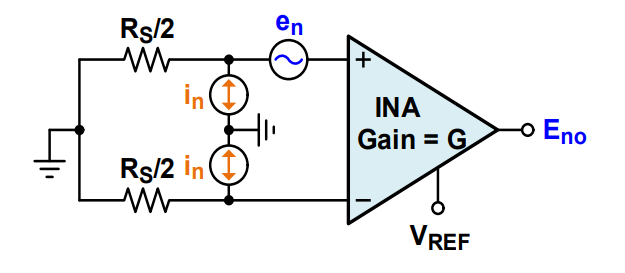 Rs/2
en
in
+
INA
Gain = G
Eno
Rs/2
in
−
VREF